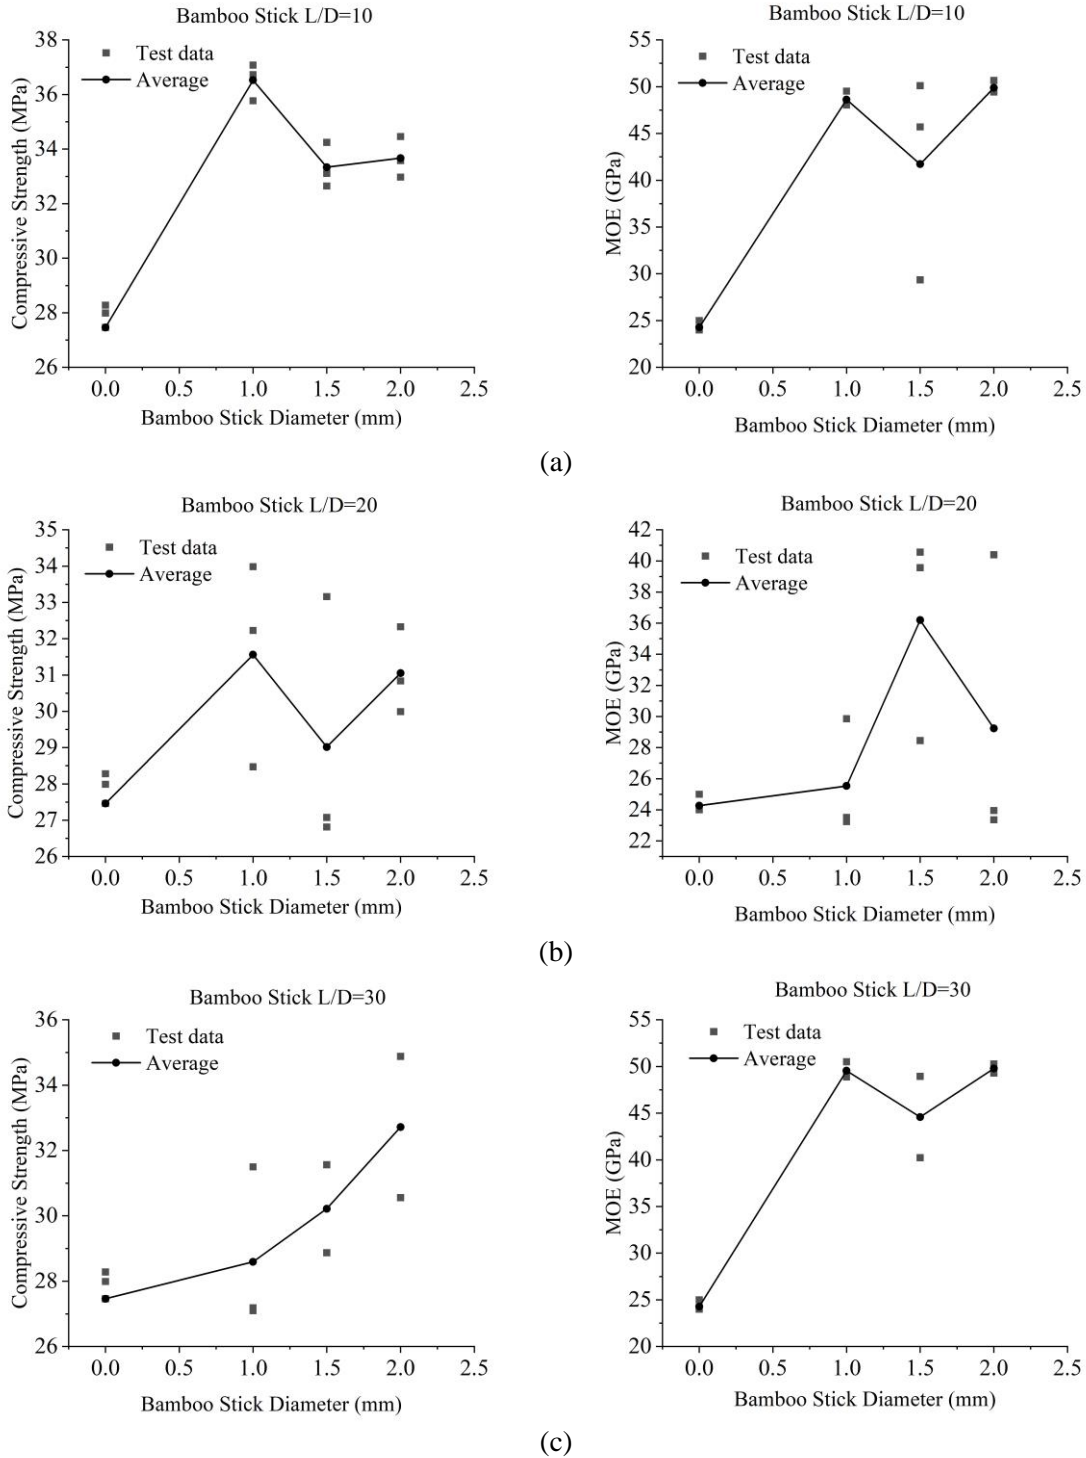 Bamboo Stick L/D=10
38
36
34
32
30
28
26
Compressive Strength (MPa)
Test data
Average
0.0 0.5 1.0 1.5 2.0 2.5
Bamboo Stick Diameter (mm)
Bamboo Stick L/D=10
55
50
45
40
35
30
25
20
MOE (GPa)
Test data
Average
0.0 0.5 1.0 1.5 2.0 2.5
Bamboo Stick Diameter (mm)
(a)
Bamboo Stick L/D=20
35
34
33
32
31
30
29
28
27
26
Compressive Strength (MPa)
Test data
Average
0.0 0.5 1.0 1.5 2.0 2.5
Bamboo Stick Diameter (mm)
Bamboo Stick L/D=20
42
40
38
36
34
32
30
28
26
24
22
MOE (GPa)
Test data
Average
0.0 0.5 1.0 1.5 2.0 2.5
Bamboo Stick Diameter (mm)
(b)
Bamboo Stick L/D=30
36
34
32
30
28
26
Compressive Strength (MPa)
Test data
Average
0.0 0.5 1.0 1.5 2.0 2.5
Bamboo Stick Diameter (mm)
Bamboo Stick L/D=30
55
50
45
40
35
30
25
20
MOE (GPa)
Test data
Average
0.0 0.5 1.0 1.5 2.0 2.5
Bamboo Stick Diameter (mm)
(c)